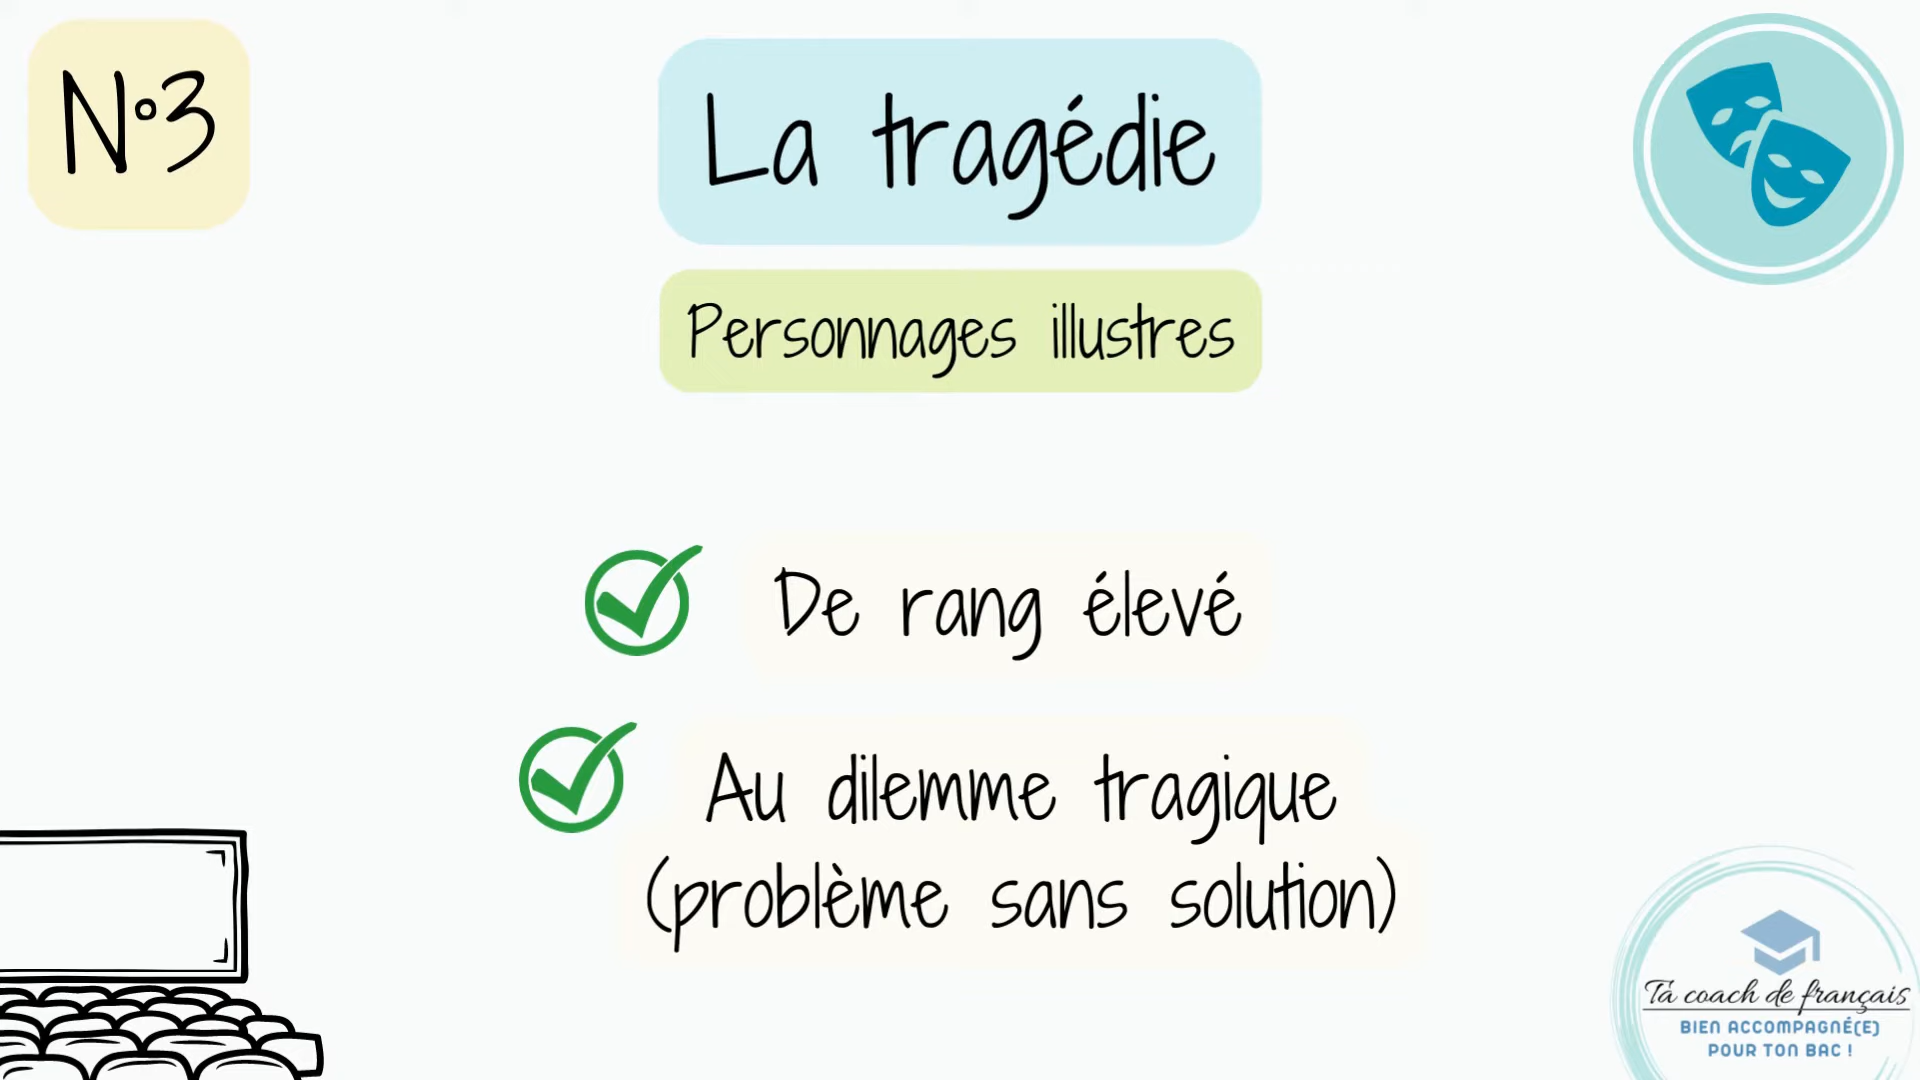 N°3
La tragédie
Personnages illustres
De rang élevé
Au dilemme tragique
(problème sans solution)
Ta coach de français
BIEN ACCOMPAGNÉ(E)
POUR TON BAC !